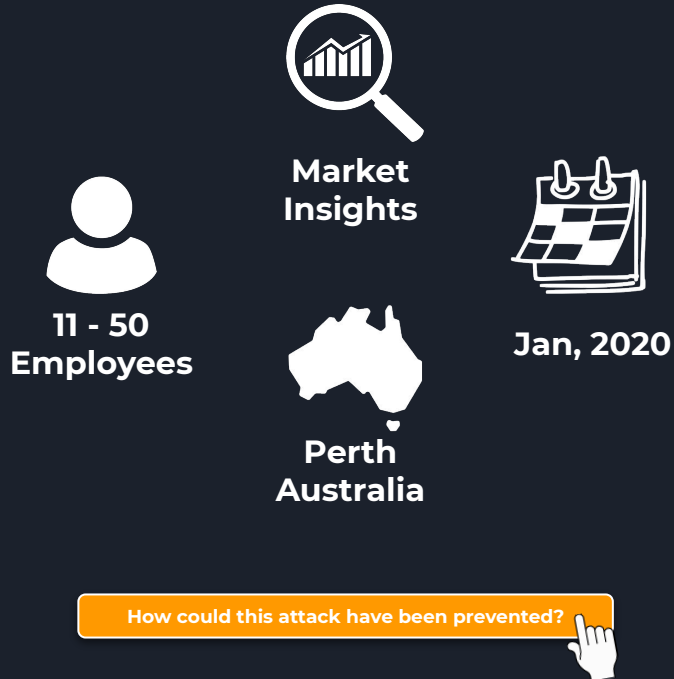 Market
Insights
11 - 50
Employees
Jan, 2020
Perth
Australia
How could this attack have been prevented?